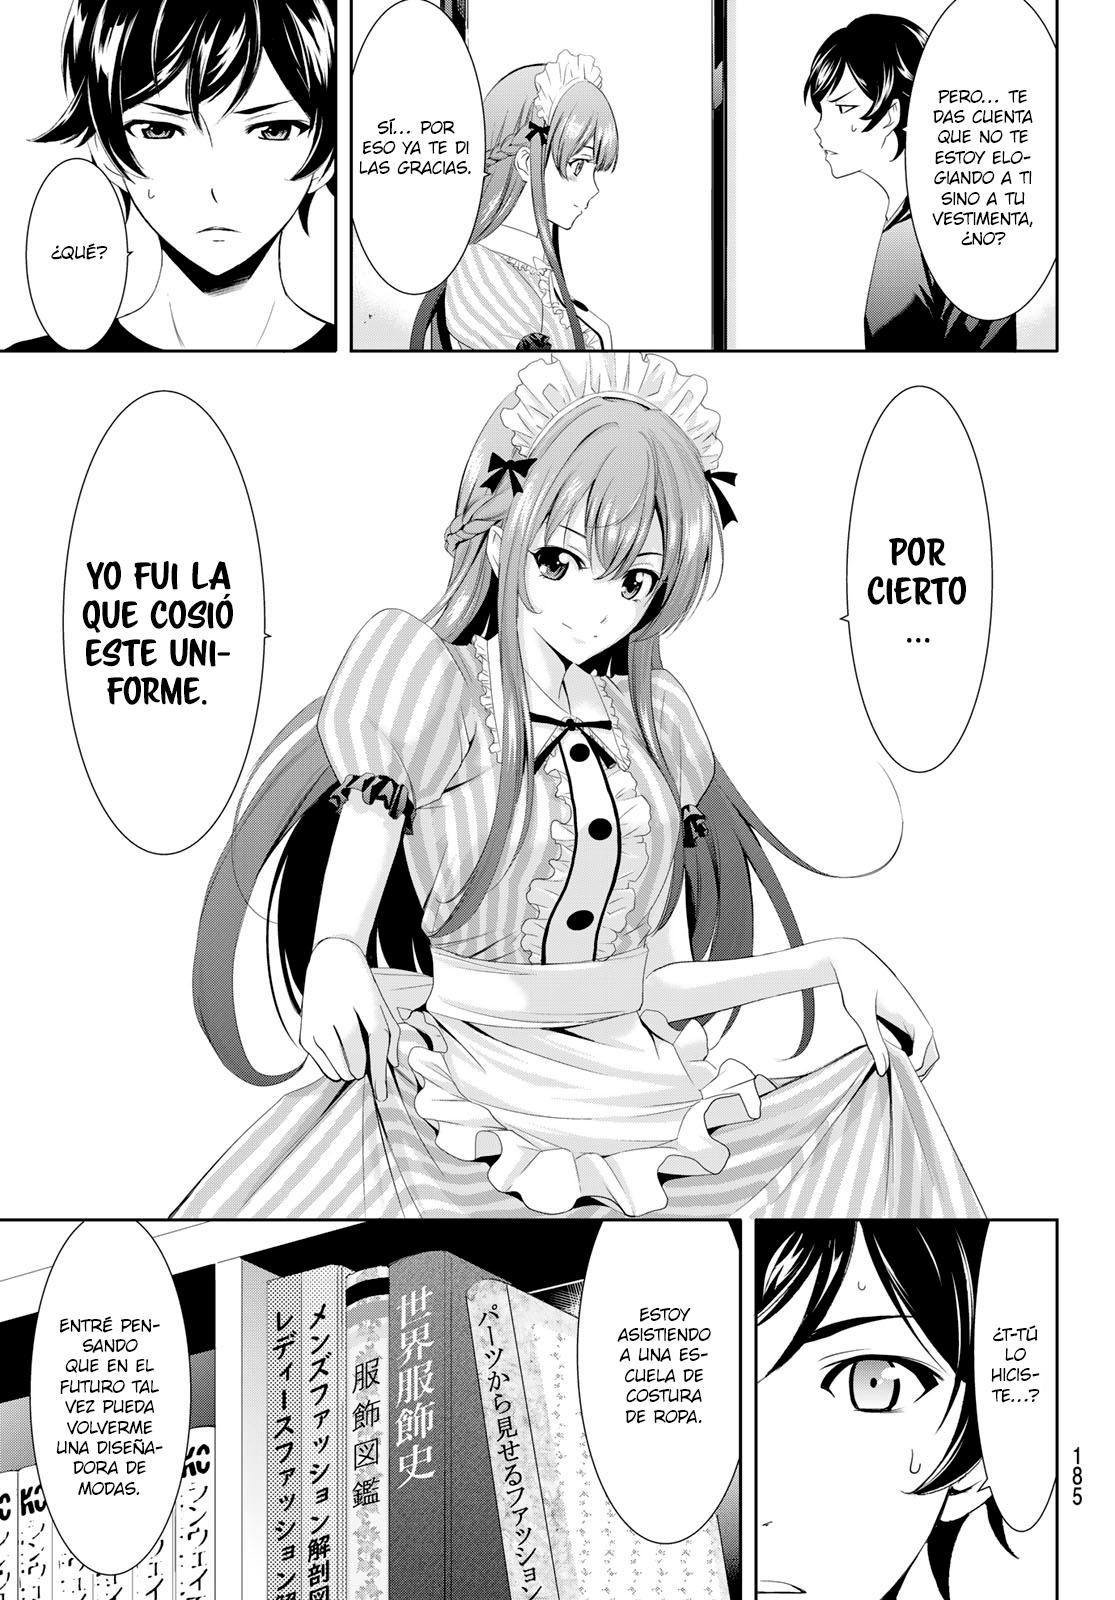 PERO... TE
DAS CUENTA
QUE NO TE
ESTOY ELO-
GIANDO A TI
SINO A TU
VESTIMENTA,
¿NO?
SÍ... POR
ESO YA TE DI
LAS GRACIAS.
¿QUÉ?
POR
CIERTO
...
YO FUI LA
QUE COSIÓ
ESTE UNI-
FORME.
¿T-TÚ
LO
HICIS-
TE...?
ESTOY
ASISTIENDO
A UNA ES-
CUELA DE
COSTURA
DE ROPA.
パーツから見せるファッション
世界服飾史
服飾図鑑
メンズファッション解剖図
レディースファッション解
ENTRÉ PEN-
SANDO
QUE EN EL
FUTURO TAL
VEZ PUEDA
VOLVERME
UNA DISEÑA-
DORA DE
MODAS.
185